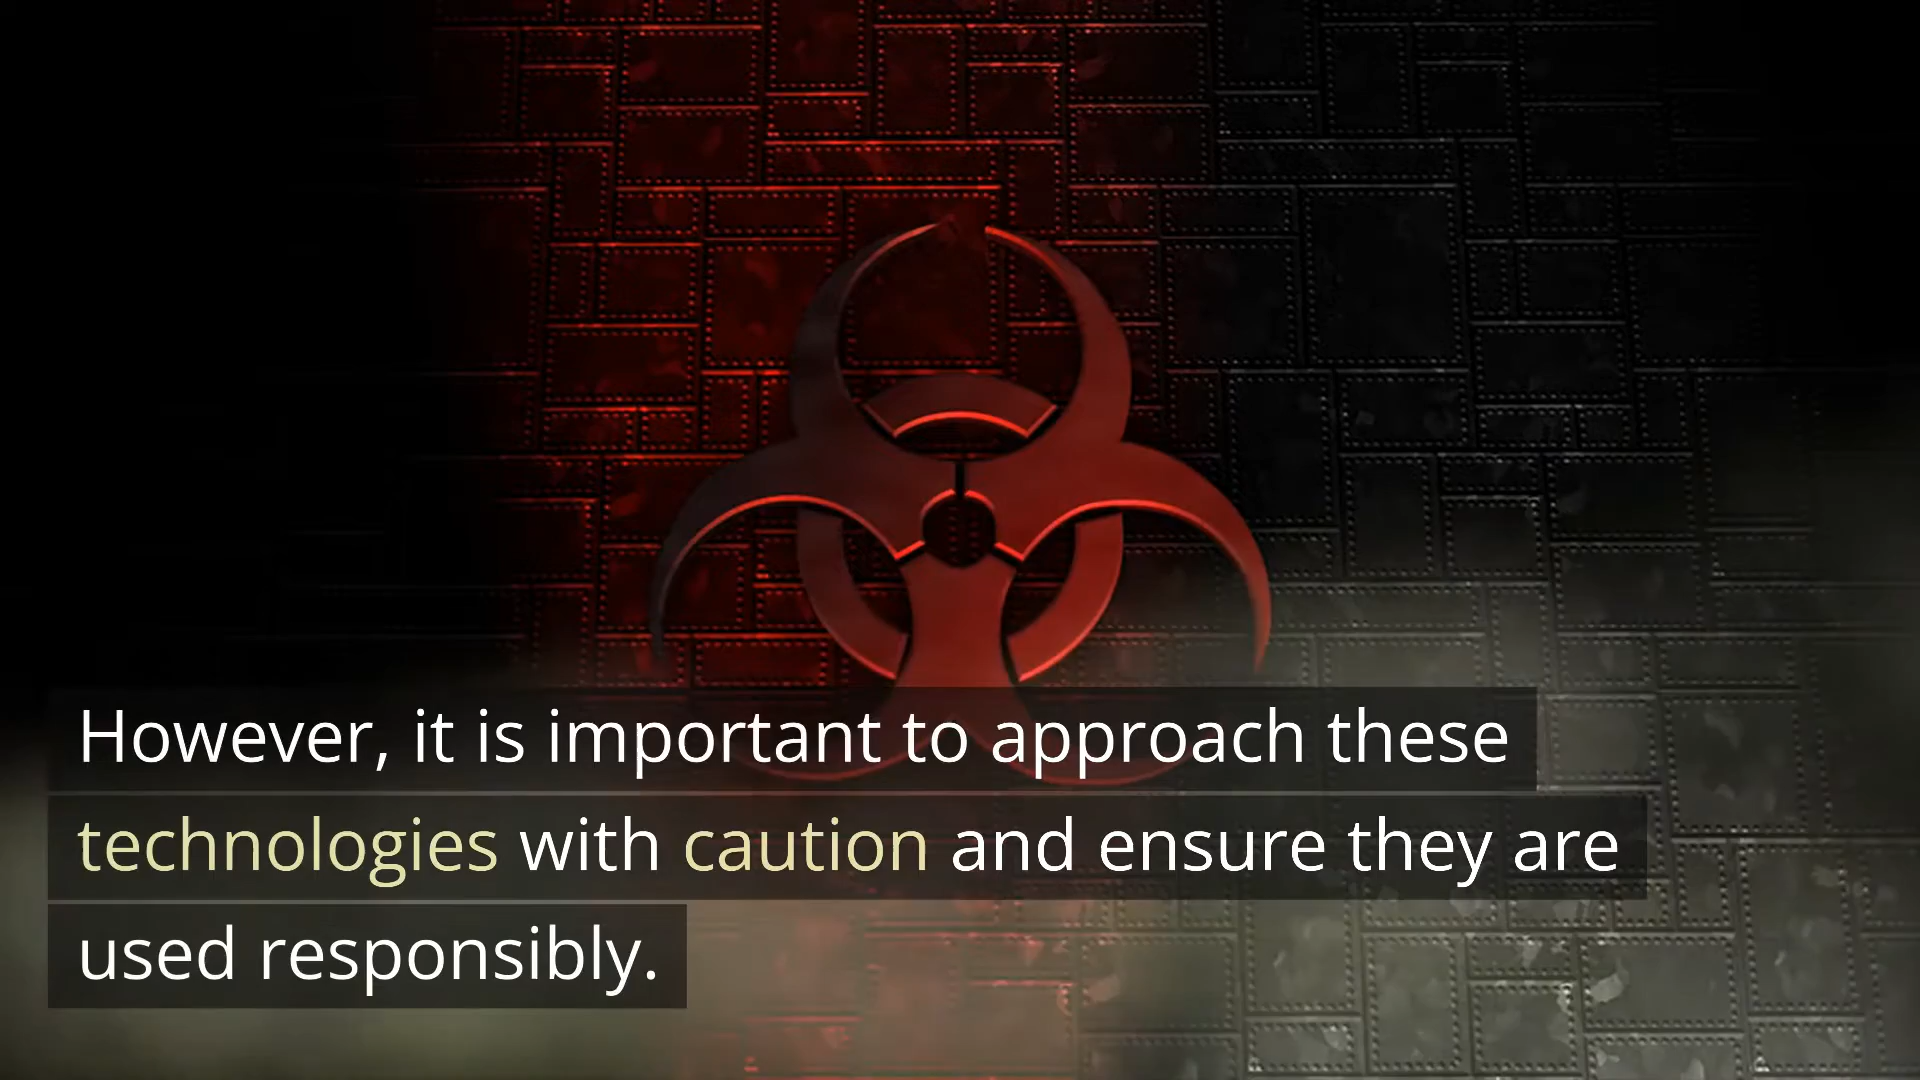 However, it is important to approach these
technologies with caution and ensure they are
used responsibly.